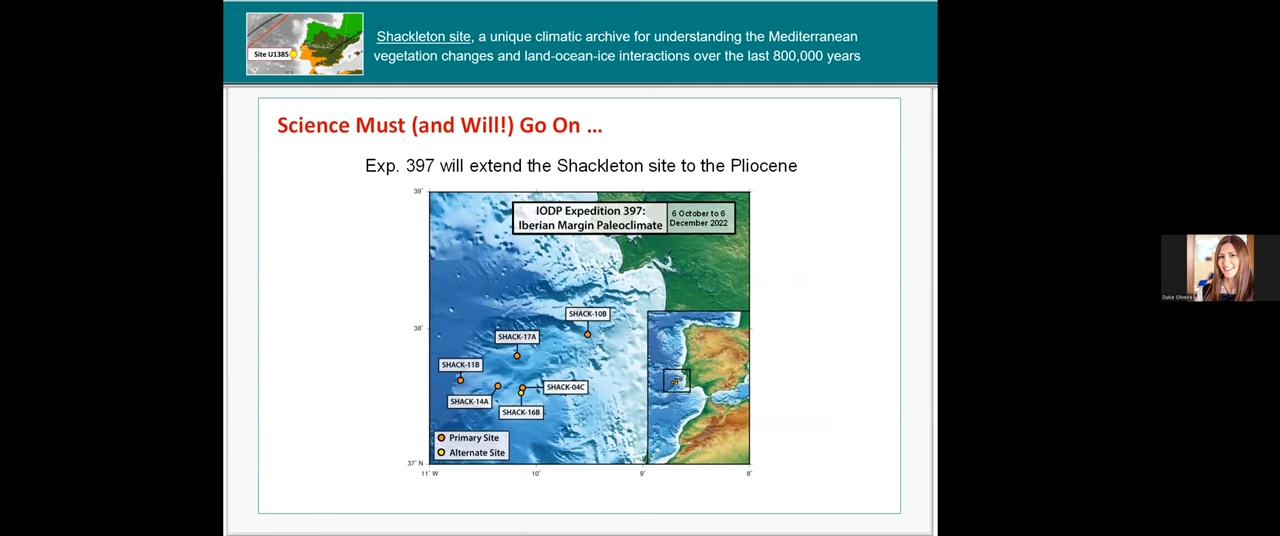 Shackleton site, a unique climatic archive for understanding the Mediterranean
vegetation changes and land-ocean-ice interactions over the last 800,000 years
Site U1385
Science Must (and Will!) Go On ...
Exp. 397 will extend the Shackleton site to the Pliocene
39°
IODP Expedition 397:
Iberian Margin Paleoclimate
6 October to 6
December 2022
SHACK-10B
38°
SHACK-17A
SHACK-11B
SHACK-04C
SHACK-14A
SHACK-16B
Primary Site
Alternate Site
37° N
11° W
10°
9°
8°
Dulce Oliveira